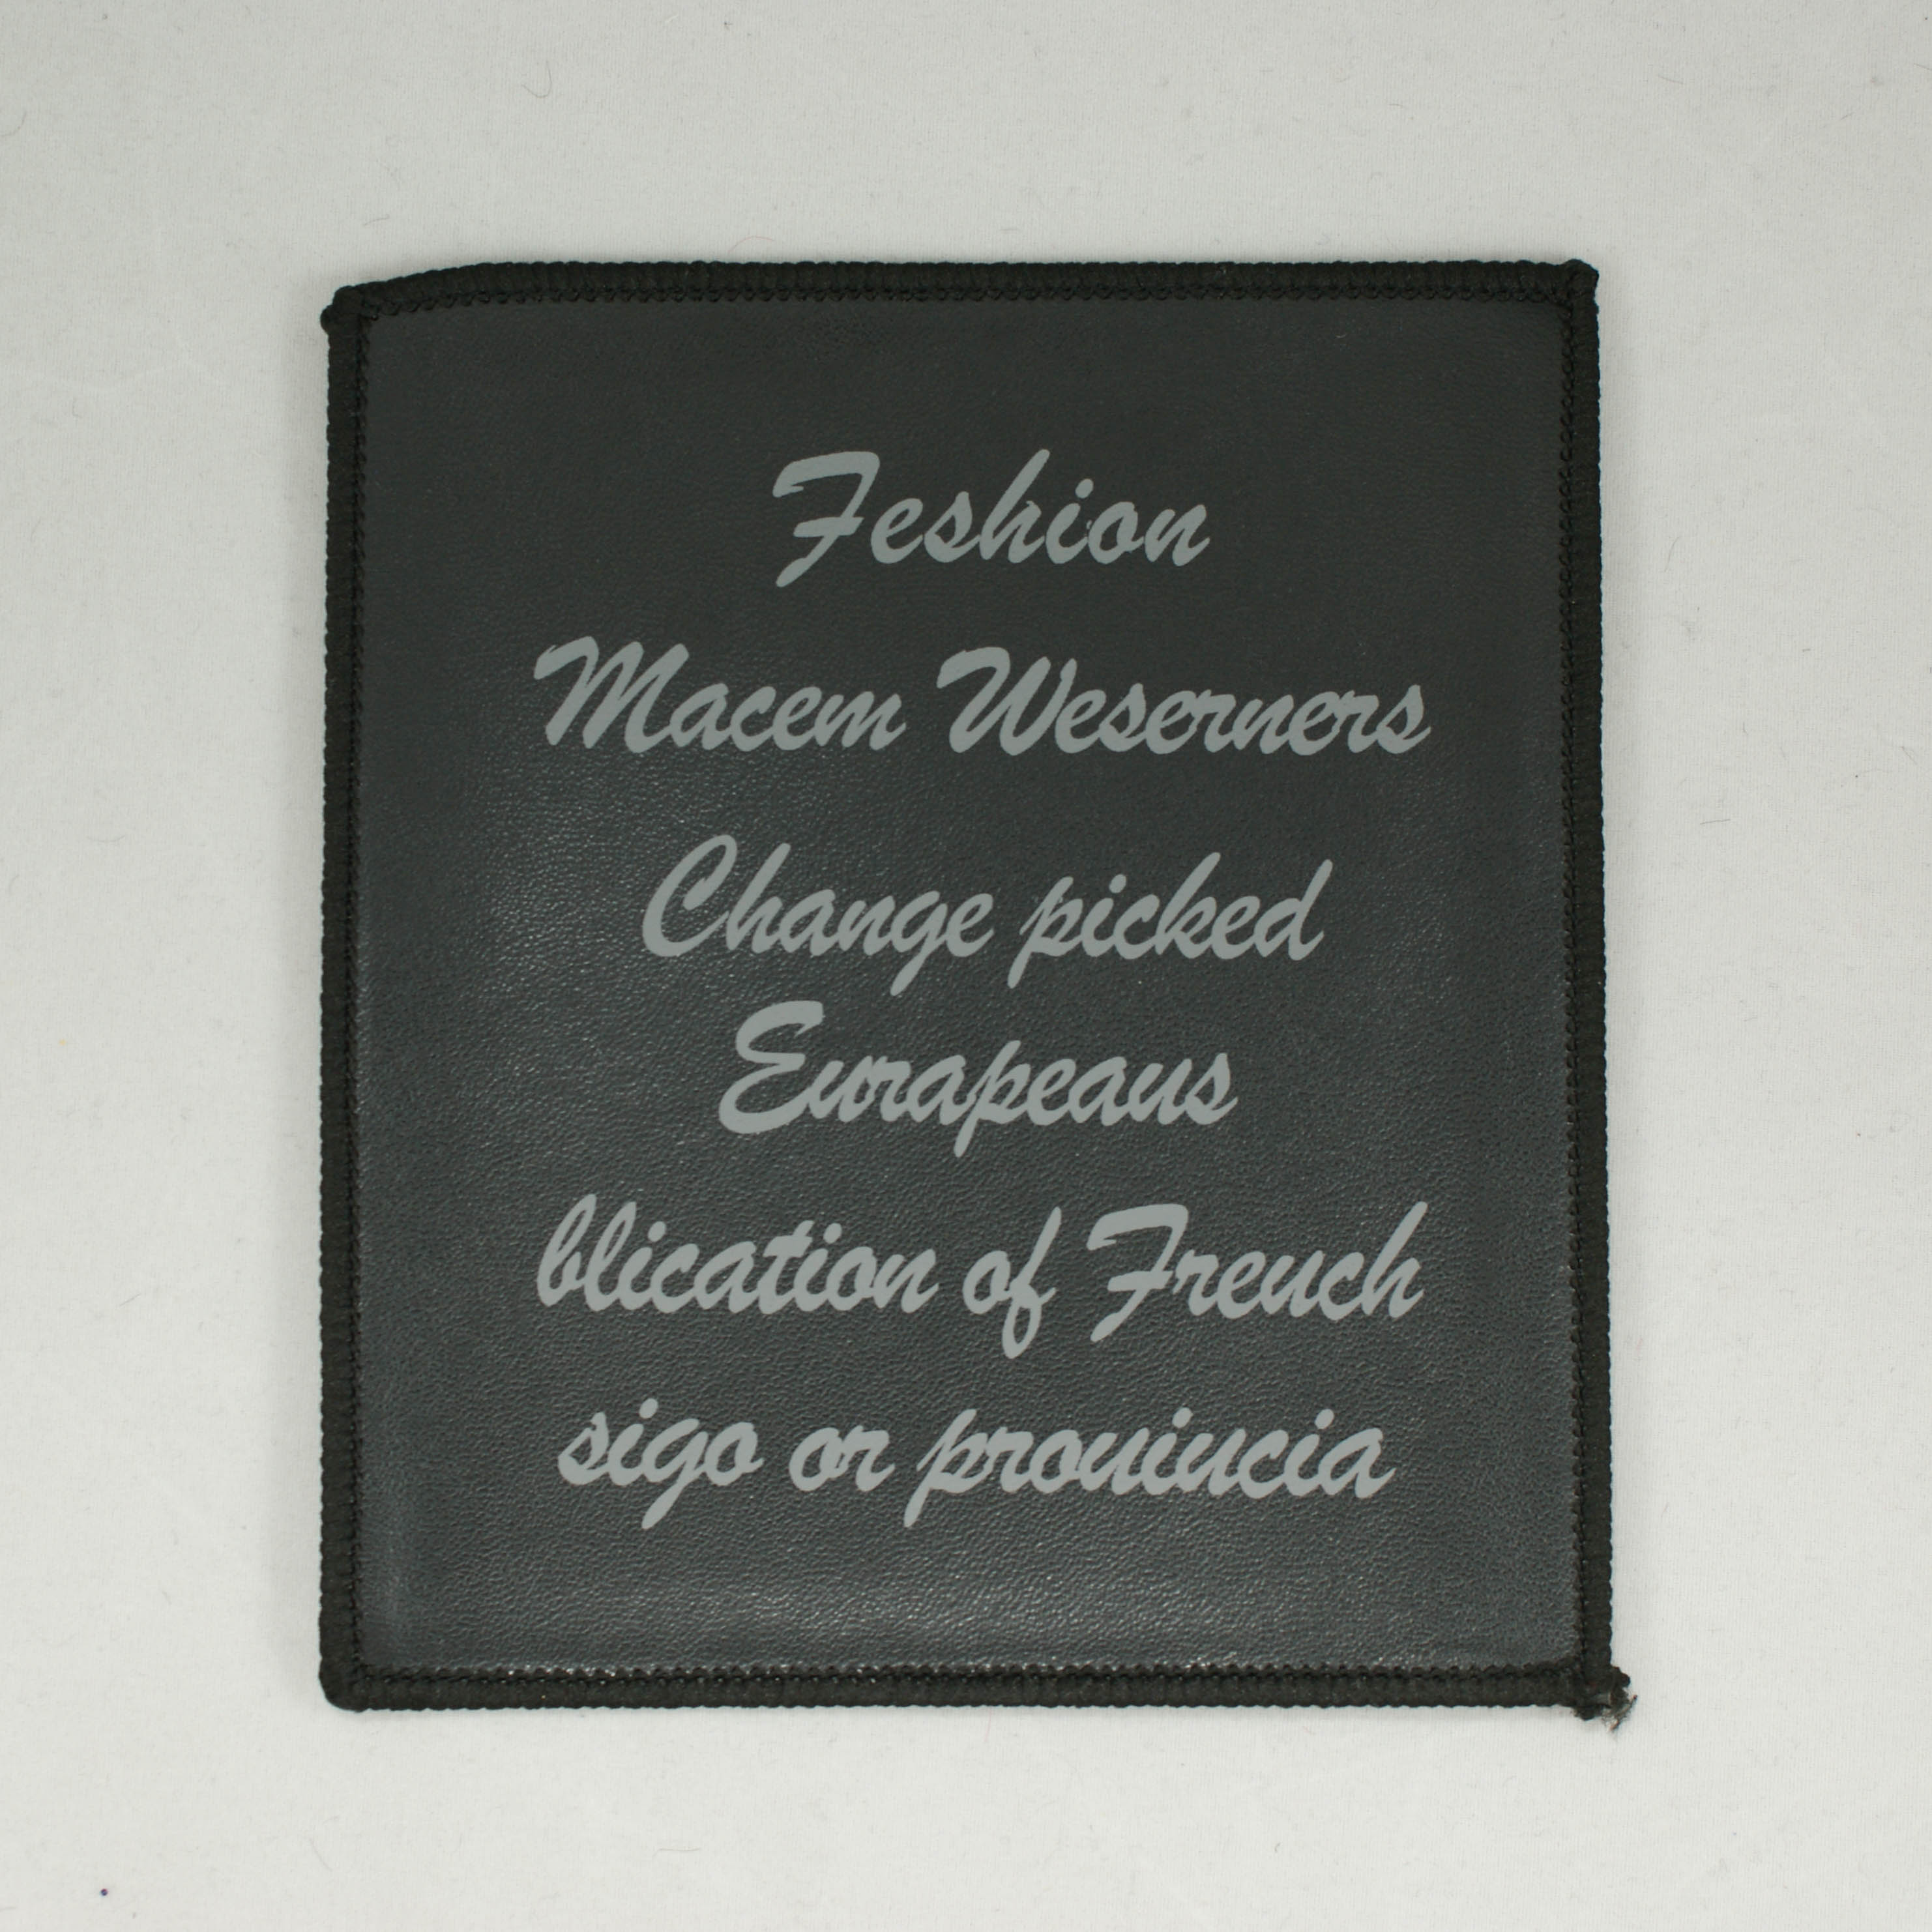 Feshion
Macem Weserners
Change picked
Eurapeaus
blication of Freuch
sigo or prouiucia